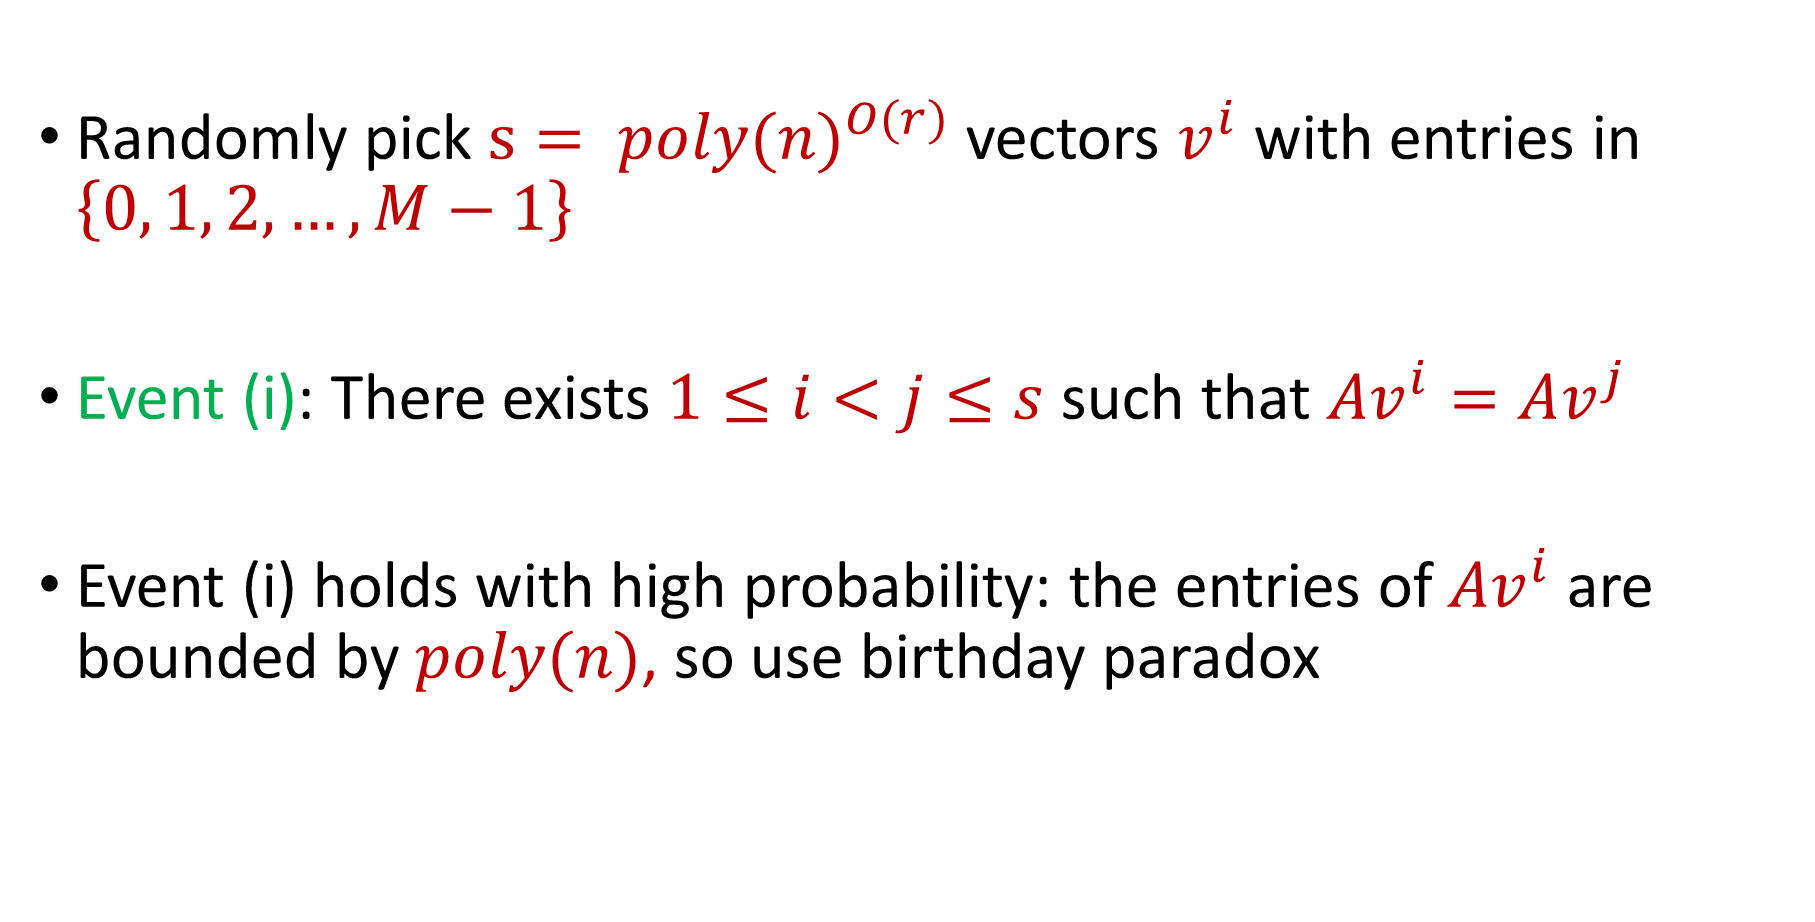 • Randomly pick s = poly(n)^{O(r)} vectors v^i with entries in
{0, 1, 2, … , M − 1}
• Event (i): There exists 1 ≤ i < j ≤ s such that Av^i = Av^j
• Event (i) holds with high probability: the entries of Av^i are
bounded by poly(n), so use birthday paradox